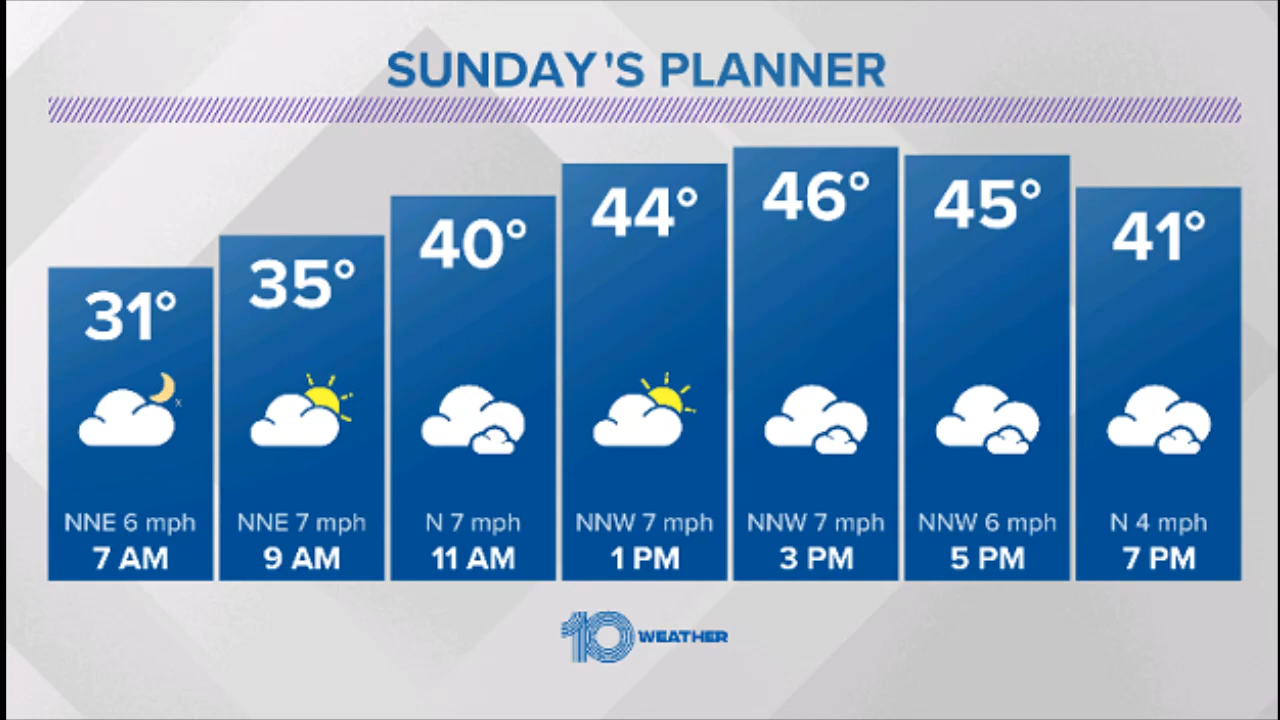 SUNDAY'S PLANNER
31° 35° 40° 44° 46° 45° 41°
NNE 6 mph NNE 7 mph N 7 mph NNW 7 mph NNW 7 mph NNW 6 mph N 4 mph
7 AM 9 AM 11 AM 1 PM 3 PM 5 PM 7 PM
10 WEATHER